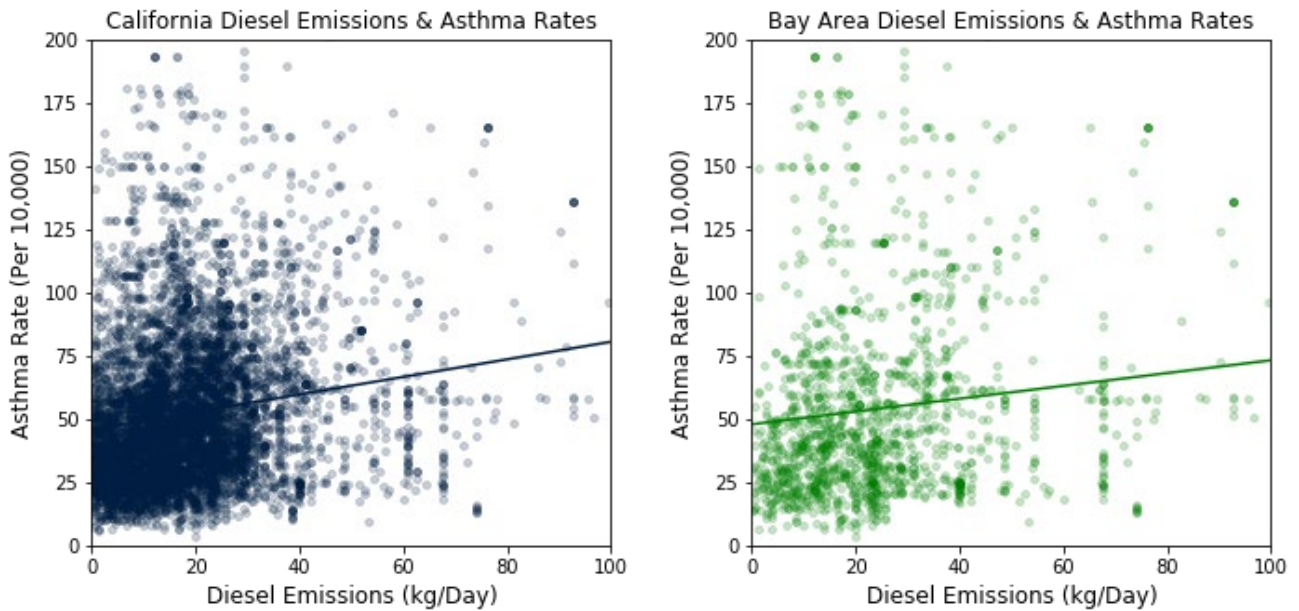 California Diesel Emissions & Asthma Rates
200
175
150
125
100
75
50
25
0
Asthma Rate (Per 10,000)
0 20 40 60 80 100
Diesel Emissions (kg/Day)
Bay Area Diesel Emissions & Asthma Rates
200
175
150
125
100
75
50
25
0
Asthma Rate (Per 10,000)
0 20 40 60 80 100
Diesel Emissions (kg/Day)